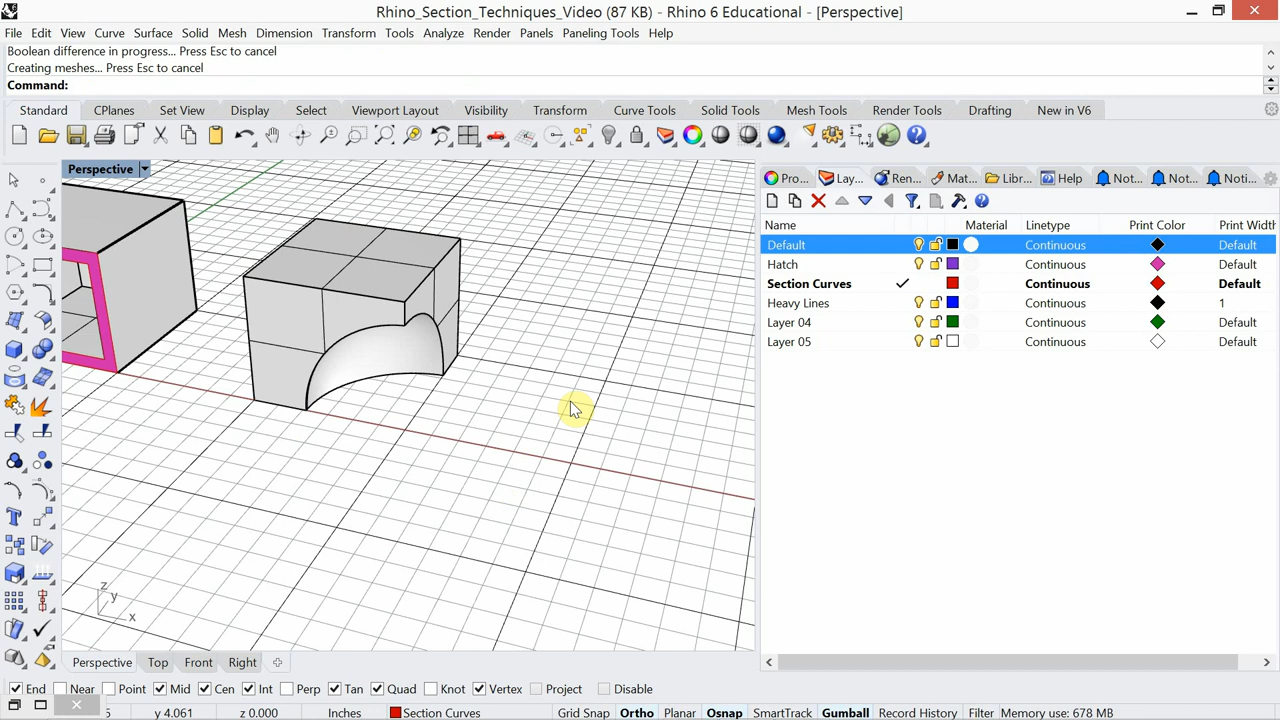 Rhino_Section_Techniques_Video (87 KB) - Rhino 6 Educational - [Perspective]
File Edit View Curve Surface Solid Mesh Dimension Transform Tools Analyze Render Panels Paneling Tools Help
Boolean difference in progress... Press Esc to cancel
Creating meshes... Press Esc to cancel
Command:
Standard CPlanes Set View Display Select Viewport Layout Visibility Transform Curve Tools Solid Tools Mesh Tools Render Tools Drafting New in V6
Perspective
Pro... Lay... Ren... Mat... Libr... Help Not... Not... Noti...
Name Material Linetype Print Color Print Width
Default Continuous Default
Hatch Continuous Default
Section Curves Continuous Default
Heavy Lines Continuous 1
Layer 04 Continuous Default
Layer 05 Continuous Default
z
y
x
Perspective Top Front Right
End Near Point Mid Cen Int Perp Tan Quad Knot Vertex Project Disable
y 4.061 z 0.000 Inches Section Curves Grid Snap Ortho Planar Osnap SmartTrack Gumball Record History Filter Memory use: 678 MB